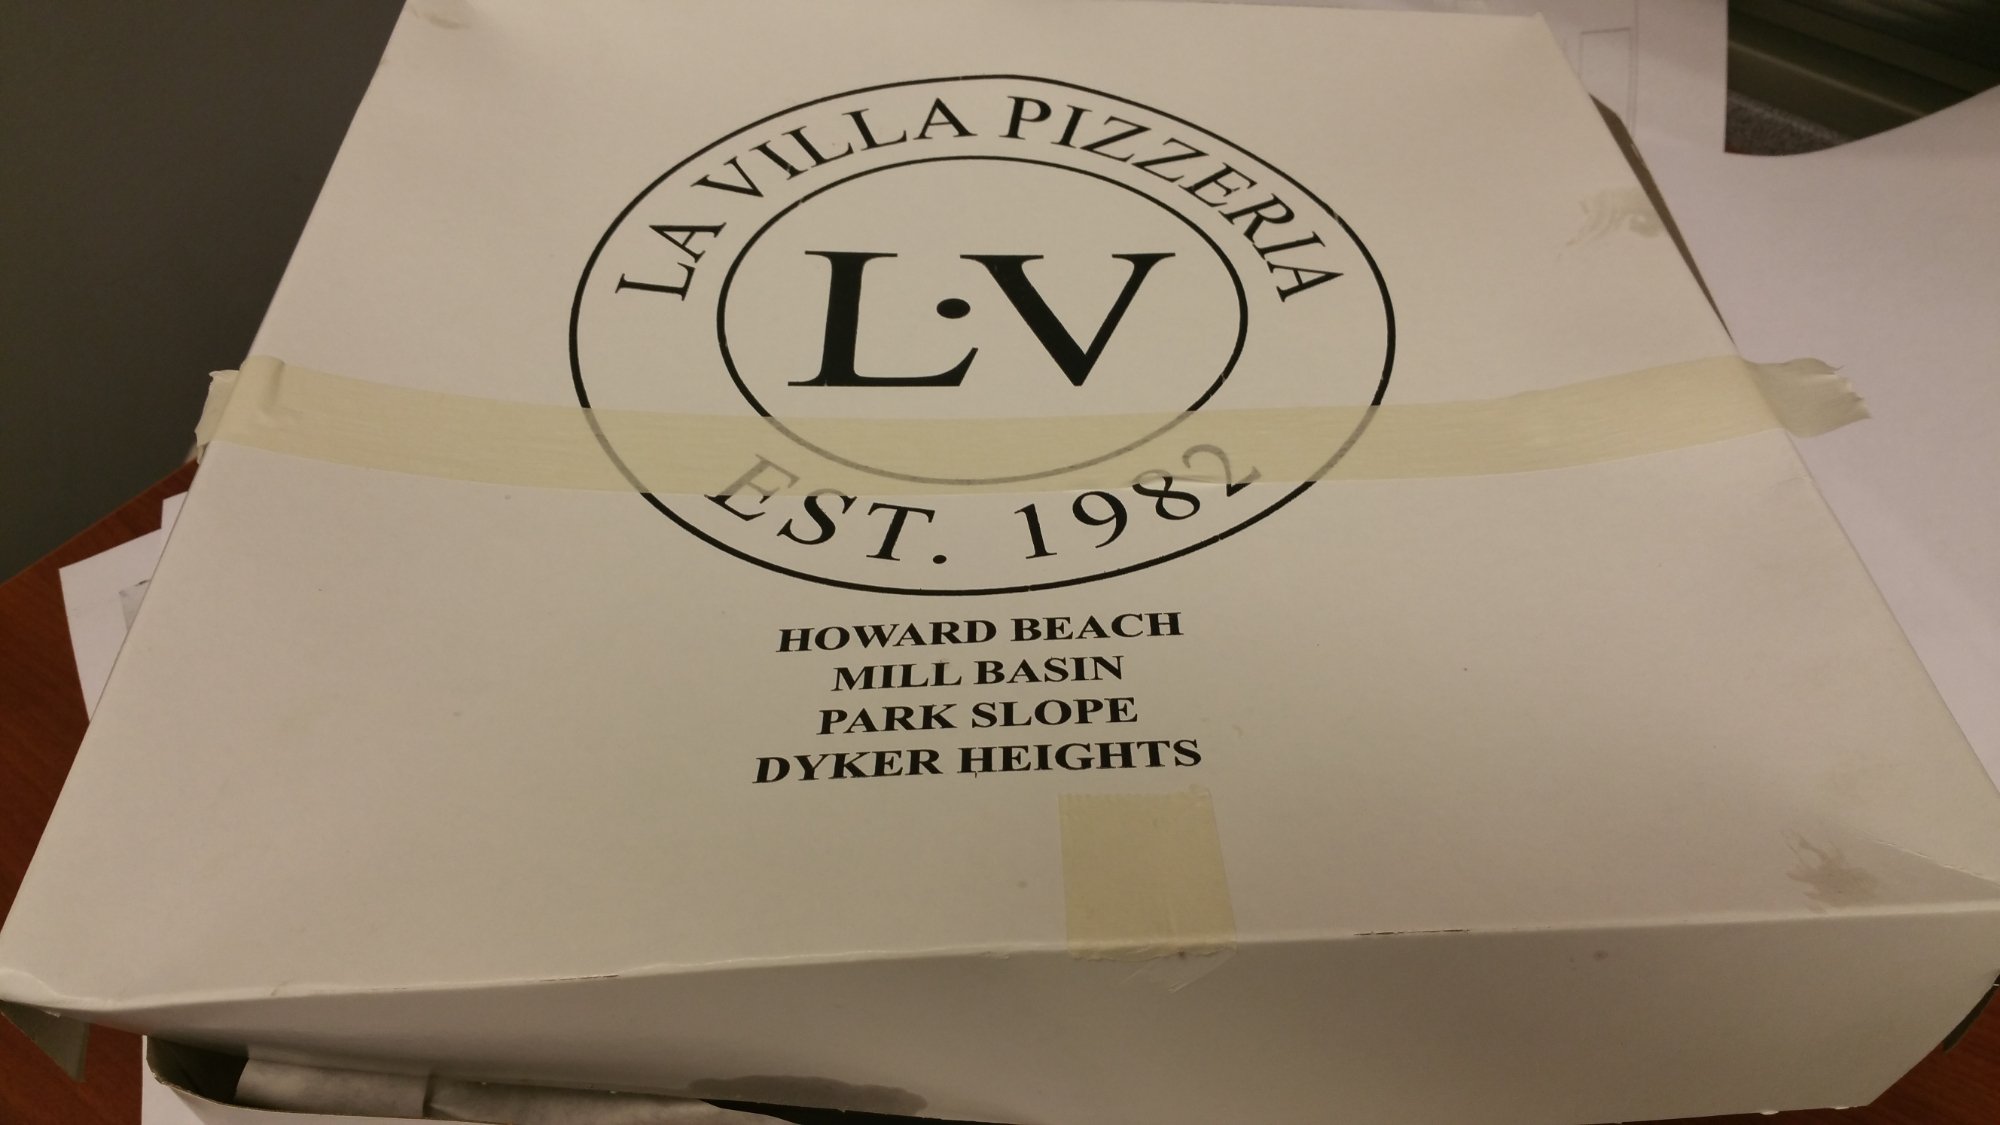 LA VILLA PIZZERIA
L·V
EST. 1982
HOWARD BEACH
MILL BASIN
PARK SLOPE
DYKER HEIGHTS